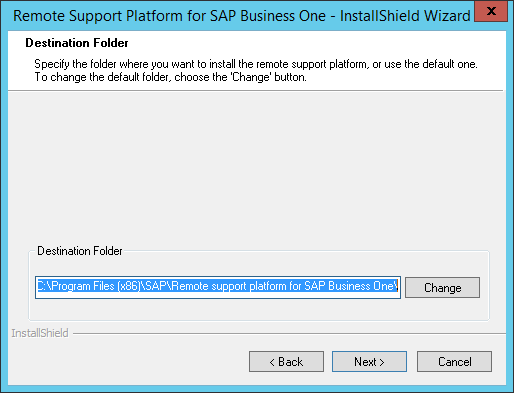 Remote Support Platform for SAP Business One - InstallShield Wizard
x
Destination Folder
Specify the folder where you want to install the remote support platform, or use the default one.
To change the default folder, choose the 'Change' button.
Destination Folder
C:\Program Files (x86)\SAP\Remote support platform for SAP Business One\
Change
InstallShield
< Back
Next >
Cancel